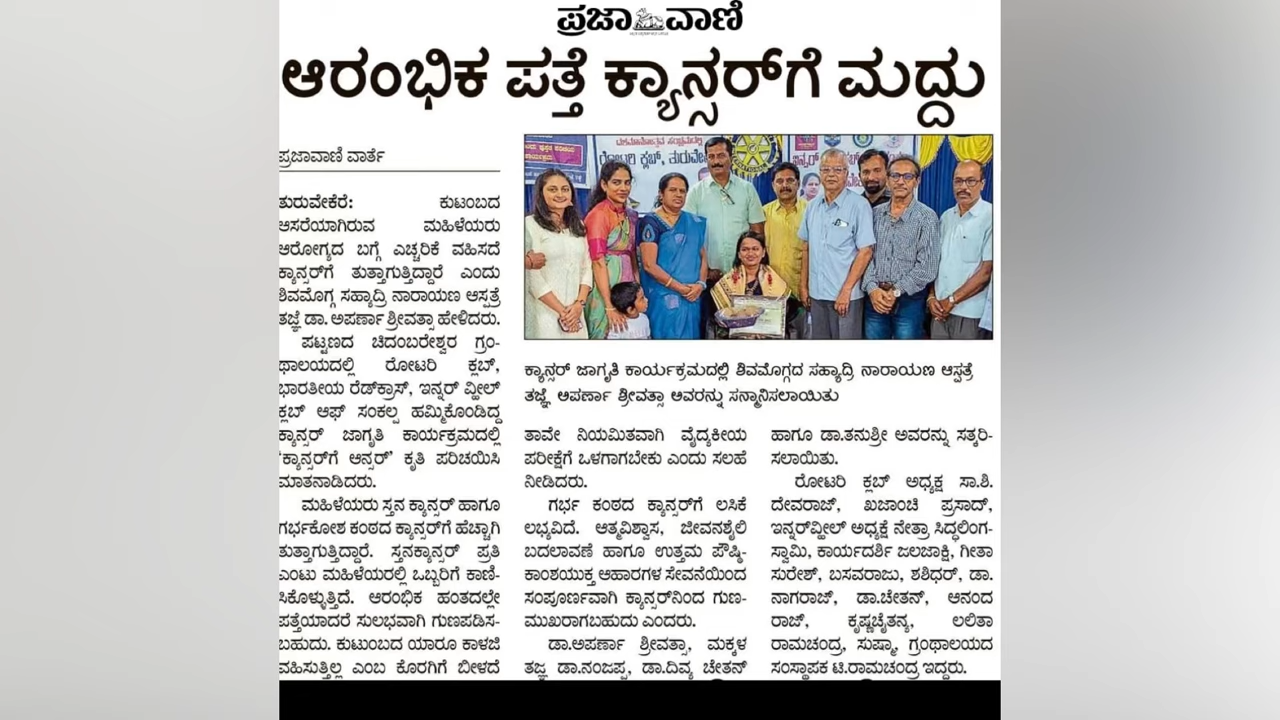 ಪ್ರಜಾವಾಣಿ
ಆರಂಭಿಕ ಪತ್ತೆ ಕ್ಯಾನ್ಸರ್‌ಗೆ ಮದ್ದು
ಪ್ರಜಾವಾಣಿ ವಾರ್ತೆ
ತುರುವೇಕೆರೆ: ಕುಟಂಬದ
ಆಸರೆಯಾಗಿರುವ ಮಹಿಳೆಯರು
ಆರೋಗ್ಯದ ಬಗ್ಗೆ ಎಚ್ಚರಿಕೆ ವಹಿಸದೆ
ಕ್ಯಾನ್ಸರ್‌ಗೆ ತುತ್ತಾಗುತ್ತಿದ್ದಾರೆ ಎಂದು
ಶಿವಮೊಗ್ಗ ಸಹ್ಯಾದ್ರಿ ನಾರಾಯಣ ಆಸ್ಪತ್ರೆ
ತಜ್ಞೆ ಡಾ. ಅಪರ್ಣಾ ಶ್ರೀವತ್ಸಾ ಹೇಳಿದರು.
ಪಟ್ಟಣದ ಚಿದಂಬರೇಶ್ವರ ಗ್ರಂ-
ಥಾಲಯದಲ್ಲಿ ರೋಟರಿ ಕ್ಲಬ್,
ಭಾರತೀಯ ರೆಡ್‌ಕ್ರಾಸ್, ಇನ್ನರ್ ವ್ಹೀಲ್
ಕ್ಲಬ್ ಆಫ್ ಸಂಕಲ್ಪ ಹಮ್ಮಿಕೊಂಡಿದ್ದ
ಕ್ಯಾನ್ಸರ್ ಜಾಗೃತಿ ಕಾರ್ಯಕ್ರಮದಲ್ಲಿ
‘ಕ್ಯಾನ್ಸರ್‌ಗೆ ಆನ್ಸರ್’ ಕೃತಿ ಪರಿಚಯಿಸಿ
ಮಾತನಾಡಿದರು.
ಮಹಿಳೆಯರು ಸ್ತನ ಕ್ಯಾನ್ಸರ್ ಹಾಗೂ
ಗರ್ಭಕೋಶ ಕಂಠದ ಕ್ಯಾನ್ಸರ್‌ಗೆ ಹೆಚ್ಚಾಗಿ
ತುತ್ತಾಗುತ್ತಿದ್ದಾರೆ. ಸ್ತನಕ್ಯಾನ್ಸರ್ ಪ್ರತಿ
ಎಂಟು ಮಹಿಳೆಯರಲ್ಲಿ ಒಬ್ಬರಿಗೆ ಕಾಣಿ-
ಸಿಕೊಳ್ಳುತ್ತಿದೆ. ಆರಂಭಿಕ ಹಂತದಲ್ಲೇ
ಪತ್ತೆಯಾದರೆ ಸುಲಭವಾಗಿ ಗುಣಪಡಿಸ-
ಬಹುದು. ಕುಟುಂಬದ ಯಾರೂ ಕಾಳಜಿ
ವಹಿಸುತ್ತಿಲ್ಲ ಎಂಬ ಕೊರಗಿಗೆ ಬೀಳದೆ
ರೋಟರಿ ಕ್ಲಬ್, ತುರುವೇ
ಕ್ಯಾನ್ಸರ್ ಜಾಗೃತಿ ಕಾರ್ಯಕ್ರಮದಲ್ಲಿ ಶಿವಮೊಗ್ಗದ ಸಹ್ಯಾದ್ರಿ ನಾರಾಯಣ ಆಸ್ಪತ್ರೆ
ತಜ್ಞೆ ಅಪರ್ಣಾ ಶ್ರೀವತ್ಸಾ ಅವರನ್ನು ಸನ್ಮಾನಿಸಲಾಯಿತು
ತಾವೇ ನಿಯಮಿತವಾಗಿ ವೈದ್ಯಕೀಯ
ಪರೀಕ್ಷೆಗೆ ಒಳಗಾಗಬೇಕು ಎಂದು ಸಲಹೆ
ನೀಡಿದರು.
ಗರ್ಭ ಕಂಠದ ಕ್ಯಾನ್ಸರ್‌ಗೆ ಲಸಿಕೆ
ಲಭ್ಯವಿದೆ. ಆತ್ಮವಿಶ್ವಾಸ, ಜೀವನಶೈಲಿ
ಬದಲಾವಣೆ ಹಾಗೂ ಉತ್ತಮ ಪೌಷ್ಠಿ-
ಕಾಂಶಯುಕ್ತ ಆಹಾರಗಳ ಸೇವನೆಯಿಂದ
ಸಂಪೂರ್ಣವಾಗಿ ಕ್ಯಾನ್ಸರ್‌ನಿಂದ ಗುಣ-
ಮುಖರಾಗಬಹುದು ಎಂದರು.
ಡಾ.ಅಪರ್ಣಾ ಶ್ರೀವತ್ಸಾ, ಮಕ್ಕಳ
ತಜ್ಞ ಡಾ.ನಂಜಪ್ಪ, ಡಾ.ದಿವ್ಯ ಚೇತನ್
ಹಾಗೂ ಡಾ.ತನುಶ್ರೀ ಅವರನ್ನು ಸತ್ಕರಿ-
ಸಲಾಯಿತು.
ರೋಟರಿ ಕ್ಲಬ್ ಅಧ್ಯಕ್ಷ ಸಾ.ಶಿ.
ದೇವರಾಜ್, ಖಜಾಂಚಿ ಪ್ರಸಾದ್,
ಇನ್ನರ್‌ವ್ಹೀಲ್ ಅಧ್ಯಕ್ಷೆ ನೇತ್ರಾ ಸಿದ್ಧಲಿಂಗ-
ಸ್ವಾಮಿ, ಕಾರ್ಯದರ್ಶಿ ಜಲಜಾಕ್ಷಿ, ಗೀತಾ
ಸುರೇಶ್, ಬಸವರಾಜು, ಶಶಿಧರ್, ಡಾ.
ನಾಗರಾಜ್, ಡಾ.ಚೇತನ್, ಆನಂದ
ರಾಜ್, ಕೃಷ್ಣಚೈತನ್ಯ, ಲಲಿತಾ
ರಾಮಚಂದ್ರ, ಸುಷ್ಮಾ, ಗ್ರಂಥಾಲಯದ
ಸಂಸ್ಥಾಪಕ ಟಿ.ರಾಮಚಂದ್ರ ಇದ್ದರು.